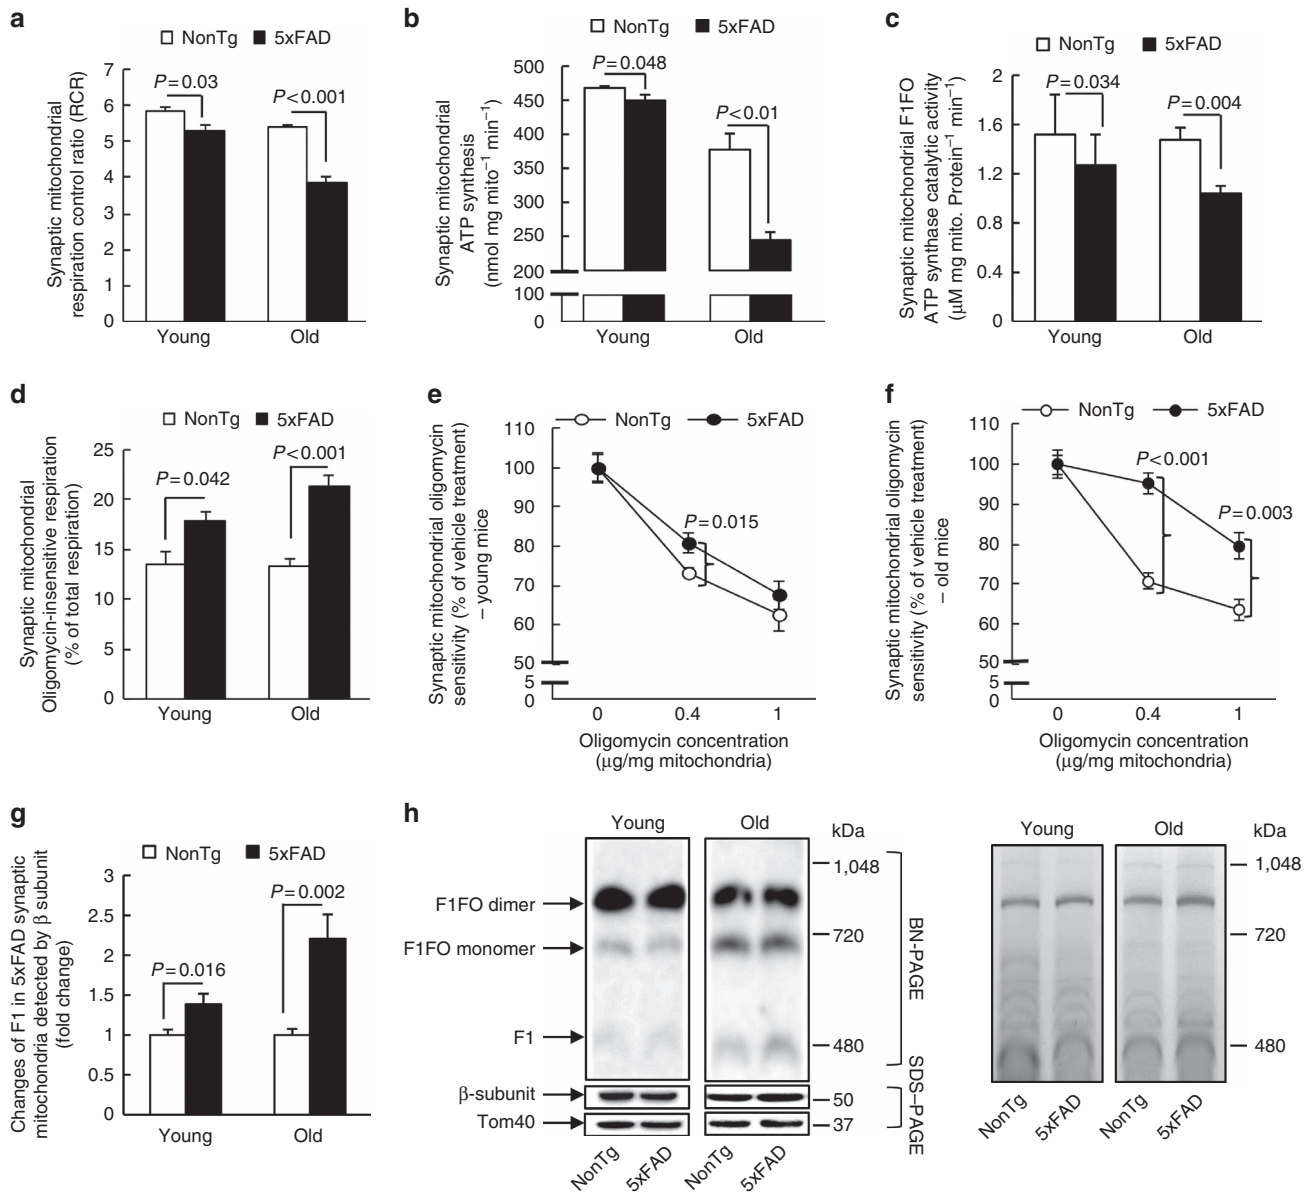 a
NonTg 5xFAD
Synaptic mitochondrial
respiration control ratio (RCR)
7
6
5
4
3
2
1
0
P=0.03
P<0.001
Young Old
b
NonTg 5xFAD
Synaptic mitochondrial
ATP synthesis
(nmol mg mito⁻¹ min⁻¹)
500
450
400
350
300
250
200
100
0
P=0.048
P<0.01
Young Old
c
NonTg 5xFAD
Synaptic mitochondrial F1FO
ATP synthase catalytic activity
(μM mg mito. Protein⁻¹ min⁻¹)
2
1.6
1.2
0.8
0.4
0
P=0.034
P=0.004
Young Old
d
NonTg 5xFAD
Synaptic mitochondrial
Oligomycin-insensitive respiration
(% of total respiration)
25
20
15
10
5
0
P=0.042
P<0.001
Young Old
e
NonTg 5xFAD
Synaptic mitochondrial oligomycin
sensitivity (% of vehicle treatment)
– young mice
110
100
90
80
70
60
50
5
0
P=0.015
0 0.4 1
Oligomycin concentration
(μg/mg mitochondria)
f
NonTg 5xFAD
Synaptic mitochondrial oligomycin
sensitivity (% of vehicle treatment)
– old mice
110
100
90
80
70
60
50
5
0
P<0.001
P=0.003
0 0.4 1
Oligomycin concentration
(μg/mg mitochondria)
g
NonTg 5xFAD
Changes of F1 in 5xFAD synaptic
mitochondria detected by β subunit
(fold change)
3
2.5
2
1.5
1
0.5
0
P=0.016
P=0.002
Young Old
h
Young Old kDa
F1FO dimer
F1FO monomer
F1
β-subunit
Tom40
1,048
720
480
50
37
BN-PAGE
SDS–PAGE
NonTg 5xFAD NonTg 5xFAD
Young Old kDa
1,048
720
480
NonTg 5xFAD NonTg 5xFAD